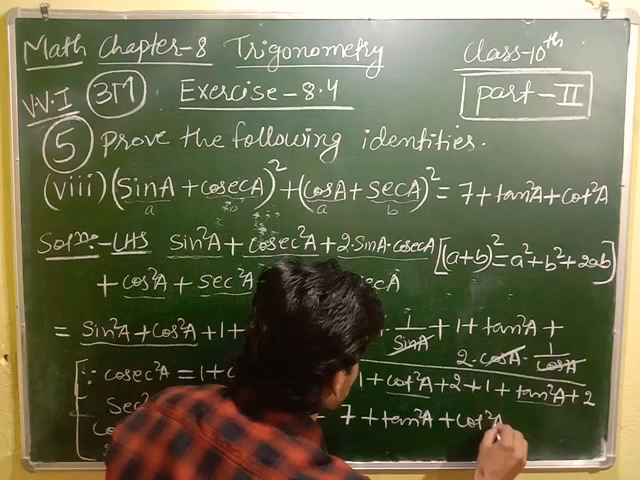 Math Chapter-8 Trigonometry Class-10th
V.V.I 3M Exercise-8.4 Part-II
5 Prove the following identities.
(viii) (SinA + cosecA)² + (cosA + secA)² = 7 + tan²A + cot²A
a b a b
Soln:- LHS sin²A + cosec²A + 2·sinA·cosecA [(a+b)² = a² + b² + 2ab]
+ cos²A + sec²A secA
= Sin²A + cos²A + 1 + · 1/SinA + 1 + tan²A +
2·cosA·1/cosA
[∵ cosec²A = 1 + 1 + cot²A + 2 + 1 + tan²A + 2
Sec² = 7 + tan²A + cot²A